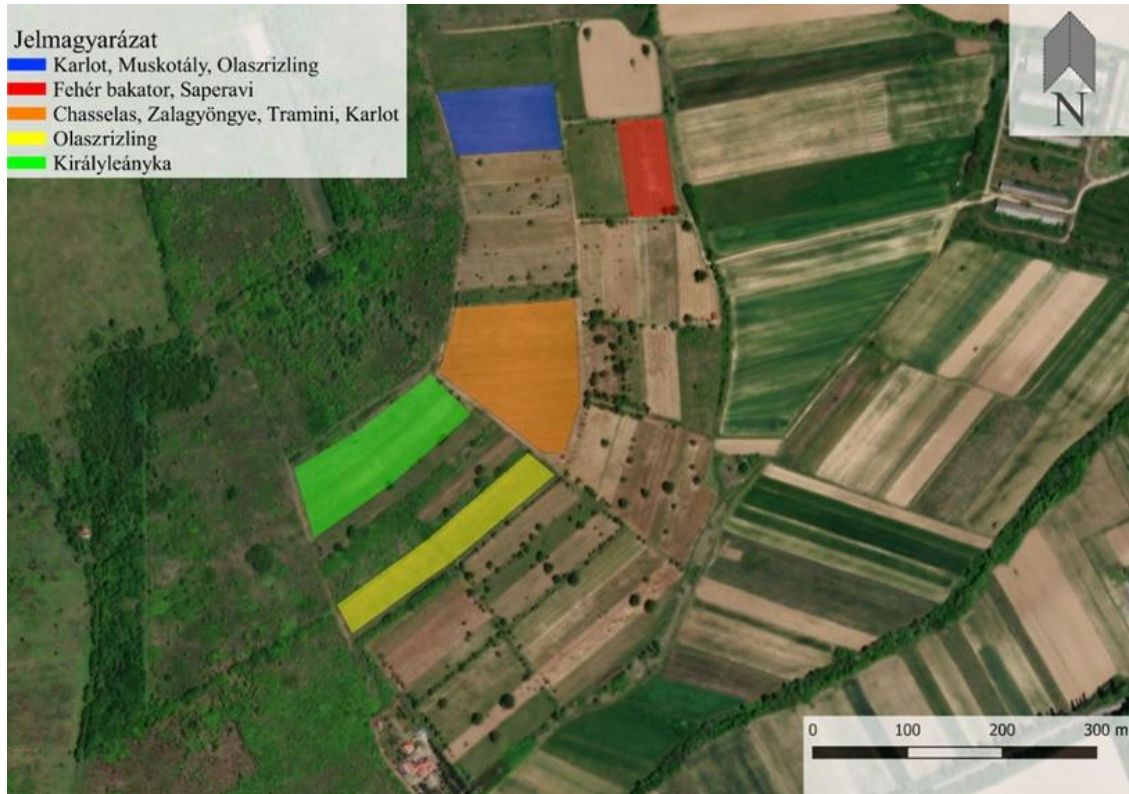 Jelmagyarázat
Karlot, Muskotály, Olaszrizling
Fehér bakator, Saperavi
Chasselas, Zalagyöngye, Tramini, Karlot
Olaszrizling
Királyleányka
N
0 100 200 300 m